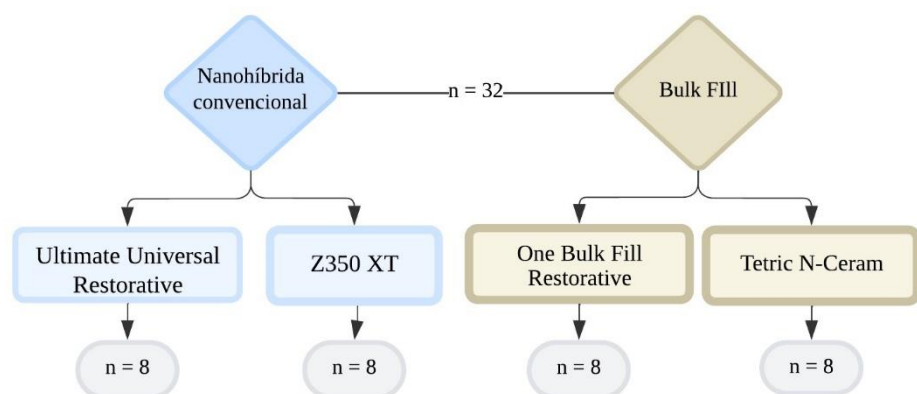 Nanohíbrida
convencional
n = 32
Bulk FIll
Ultimate Universal
Restorative
Z350 XT
One Bulk Fill
Restorative
Tetric N-Ceram
n = 8
n = 8
n = 8
n = 8